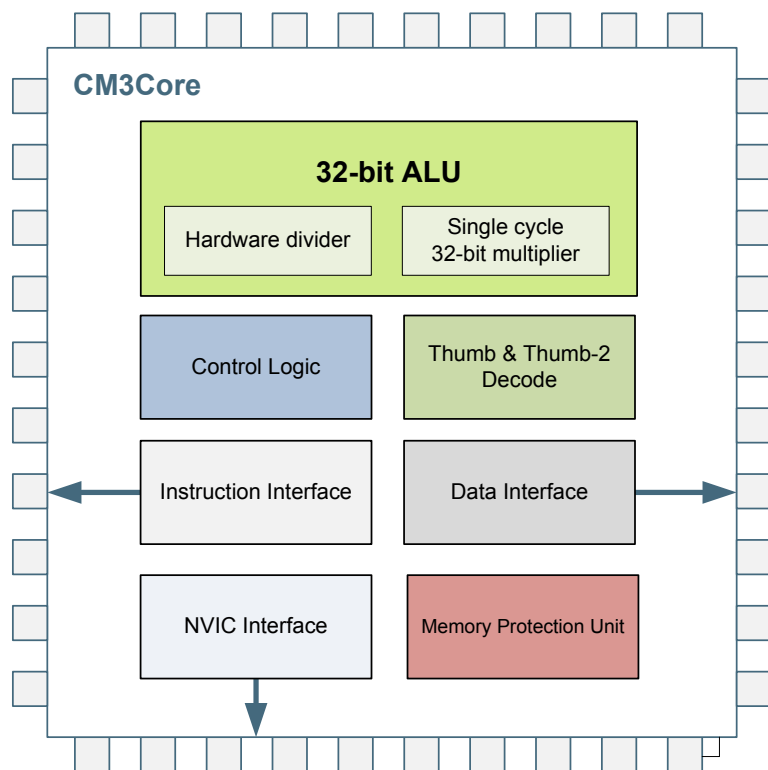 CM3Core
32-bit ALU
Hardware divider
Single cycle
32-bit multiplier
Control Logic
Thumb & Thumb-2
Decode
Instruction Interface
Data Interface
NVIC Interface
Memory Protection Unit